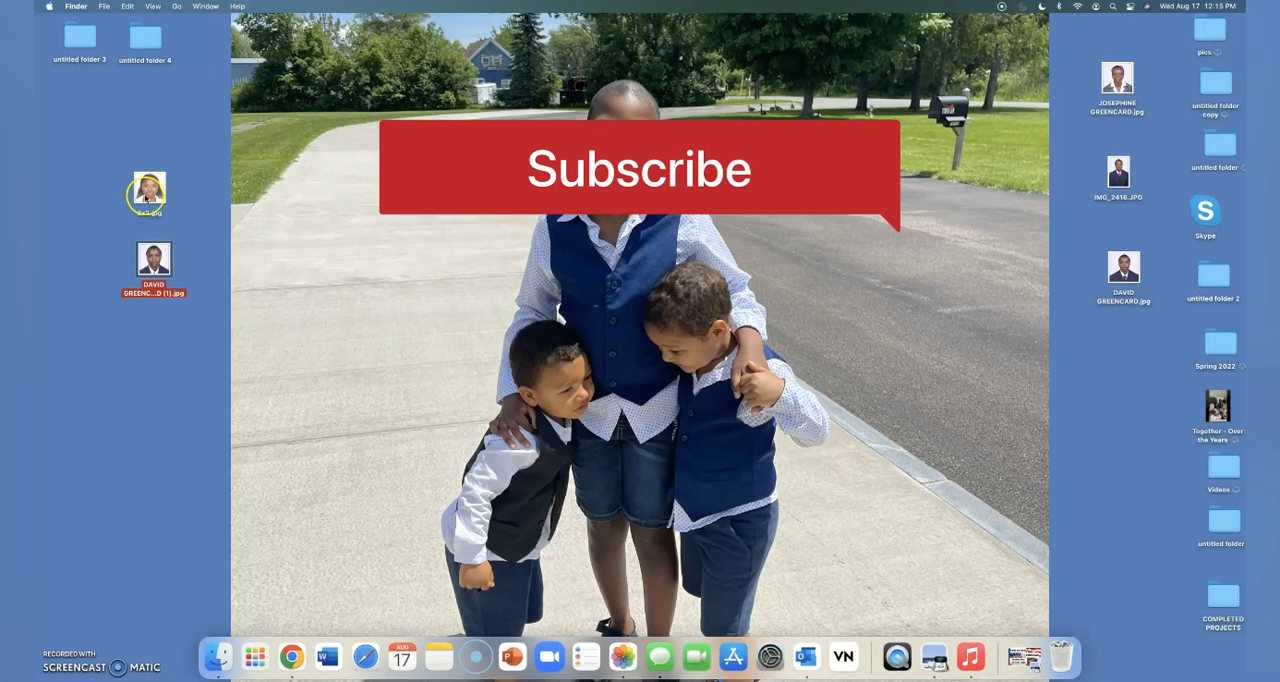 Finder File Edit View Go Window Help
Wed Aug 17 12:15 PM
untitled folder 3
untitled folder 4
2x2.jpg
DAVID
GREENC...D (1).jpg
Subscribe
JOSEPHINE
GREENCARD.jpg
IMG_2416.JPG
DAVID
GREENCARD.jpg
pics
untitled folder
copy
untitled folder
S
Skype
untitled folder 2
Spring 2022
Together - Over
the Years
Videos
untitled folder
COMPLETED
PROJECTS
AUG
17
W
P
VN
RECORDED WITH
SCREENCAST MATIC